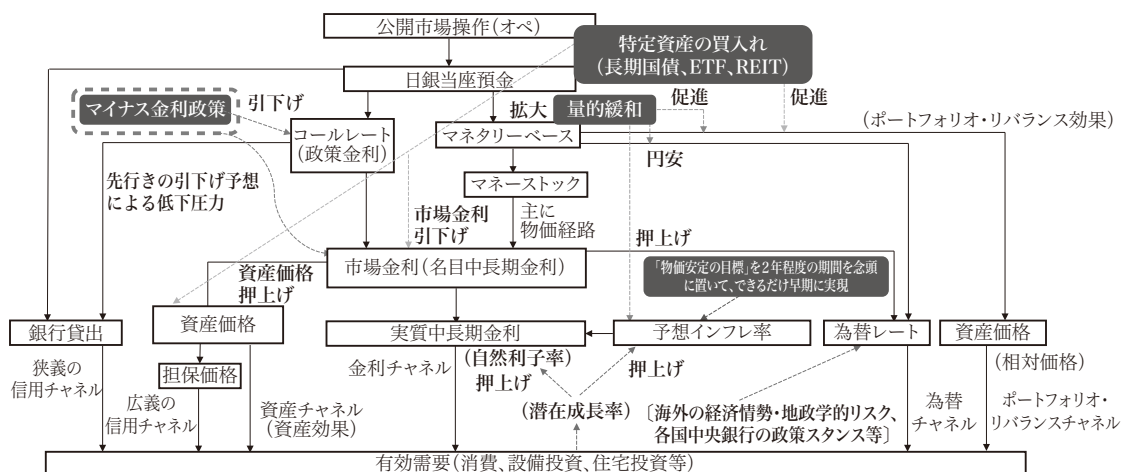 公開市場操作(オペ)
特定資産の買入れ
(長期国債、ETF、REIT)
日銀当座預金
マイナス金利政策
引下げ
拡大
量的緩和
促進
促進
(ポートフォリオ・リバランス効果)
コールレート
(政策金利)
マネタリーベース
円安
先行きの引下げ予想
による低下圧力
マネーストック
市場金利
引下げ
主に
物価経路
押上げ
市場金利(名目中長期金利)
「物価安定の目標」を2年程度の期間を念頭
に置いて、できるだけ早期に実現
資産価格
押上げ
銀行貸出
資産価格
実質中長期金利
予想インフレ率
為替レート
資産価格
(相対価格)
狭義の
信用チャネル
担保価格
金利チャネル
(自然利子率)
押上げ
押上げ
広義の
信用チャネル
資産チャネル
(資産効果)
(潜在成長率)
〔海外の経済情勢・地政学的リスク、
各国中央銀行の政策スタンス等〕
為替
チャネル
ポートフォリオ・
リバランスチャネル
有効需要(消費、設備投資、住宅投資等)